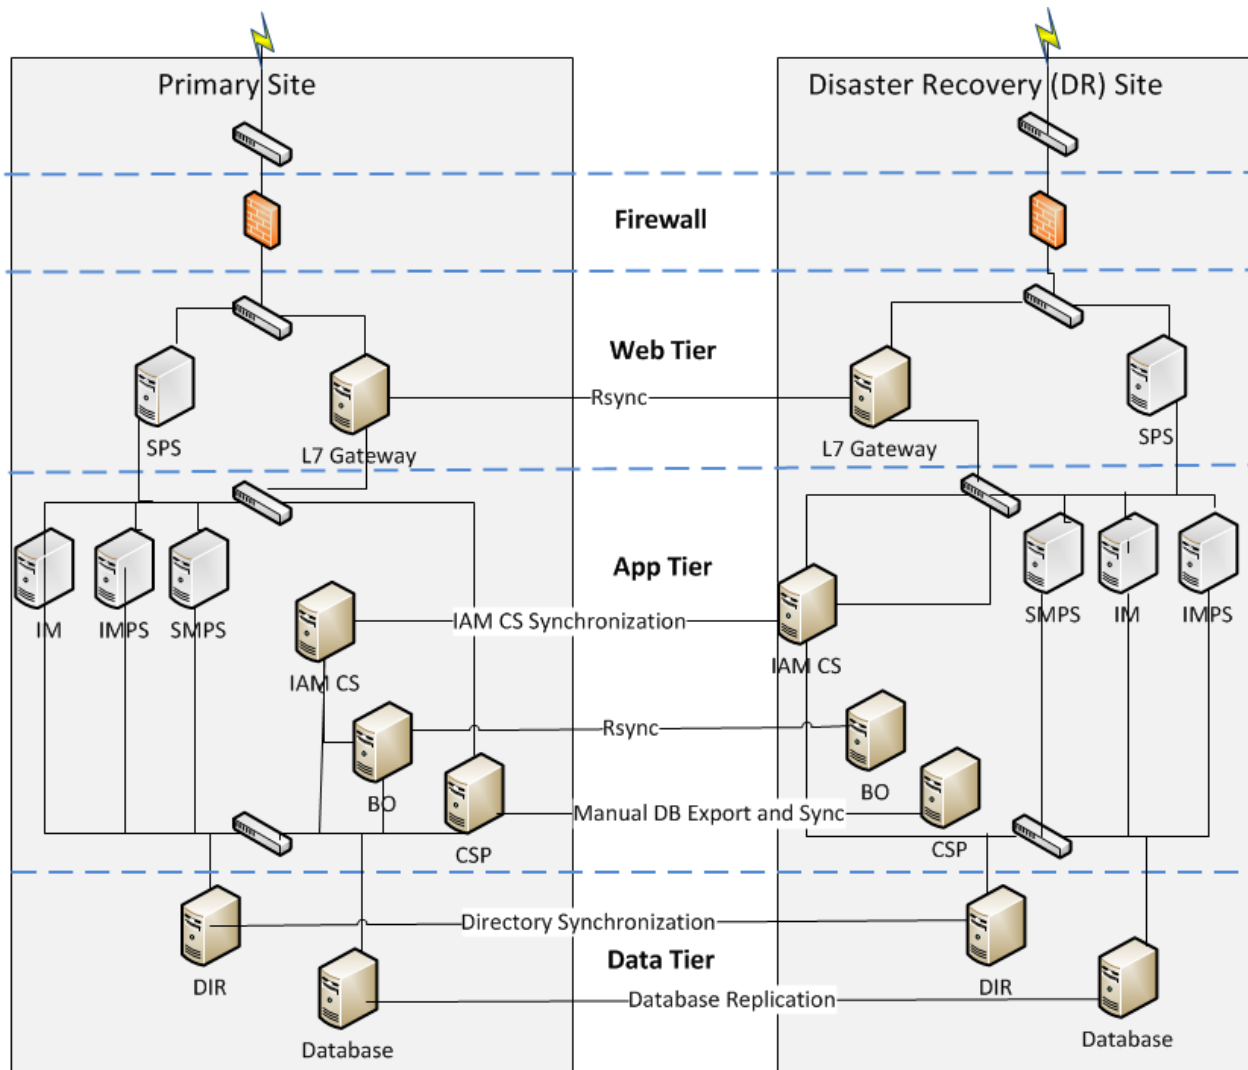 Primary Site
Disaster Recovery (DR) Site
Firewall
Web Tier
Rsync
SPS
L7 Gateway
L7 Gateway
SPS
App Tier
IM
IMPS
SMPS
IAM CS Synchronization
SMPS
IM
IMPS
IAM CS
IAM CS
Rsync
BO
BO
Manual DB Export and Sync
CSP
CSP
Directory Synchronization
Data Tier
DIR
DIR
Database Replication
Database
Database